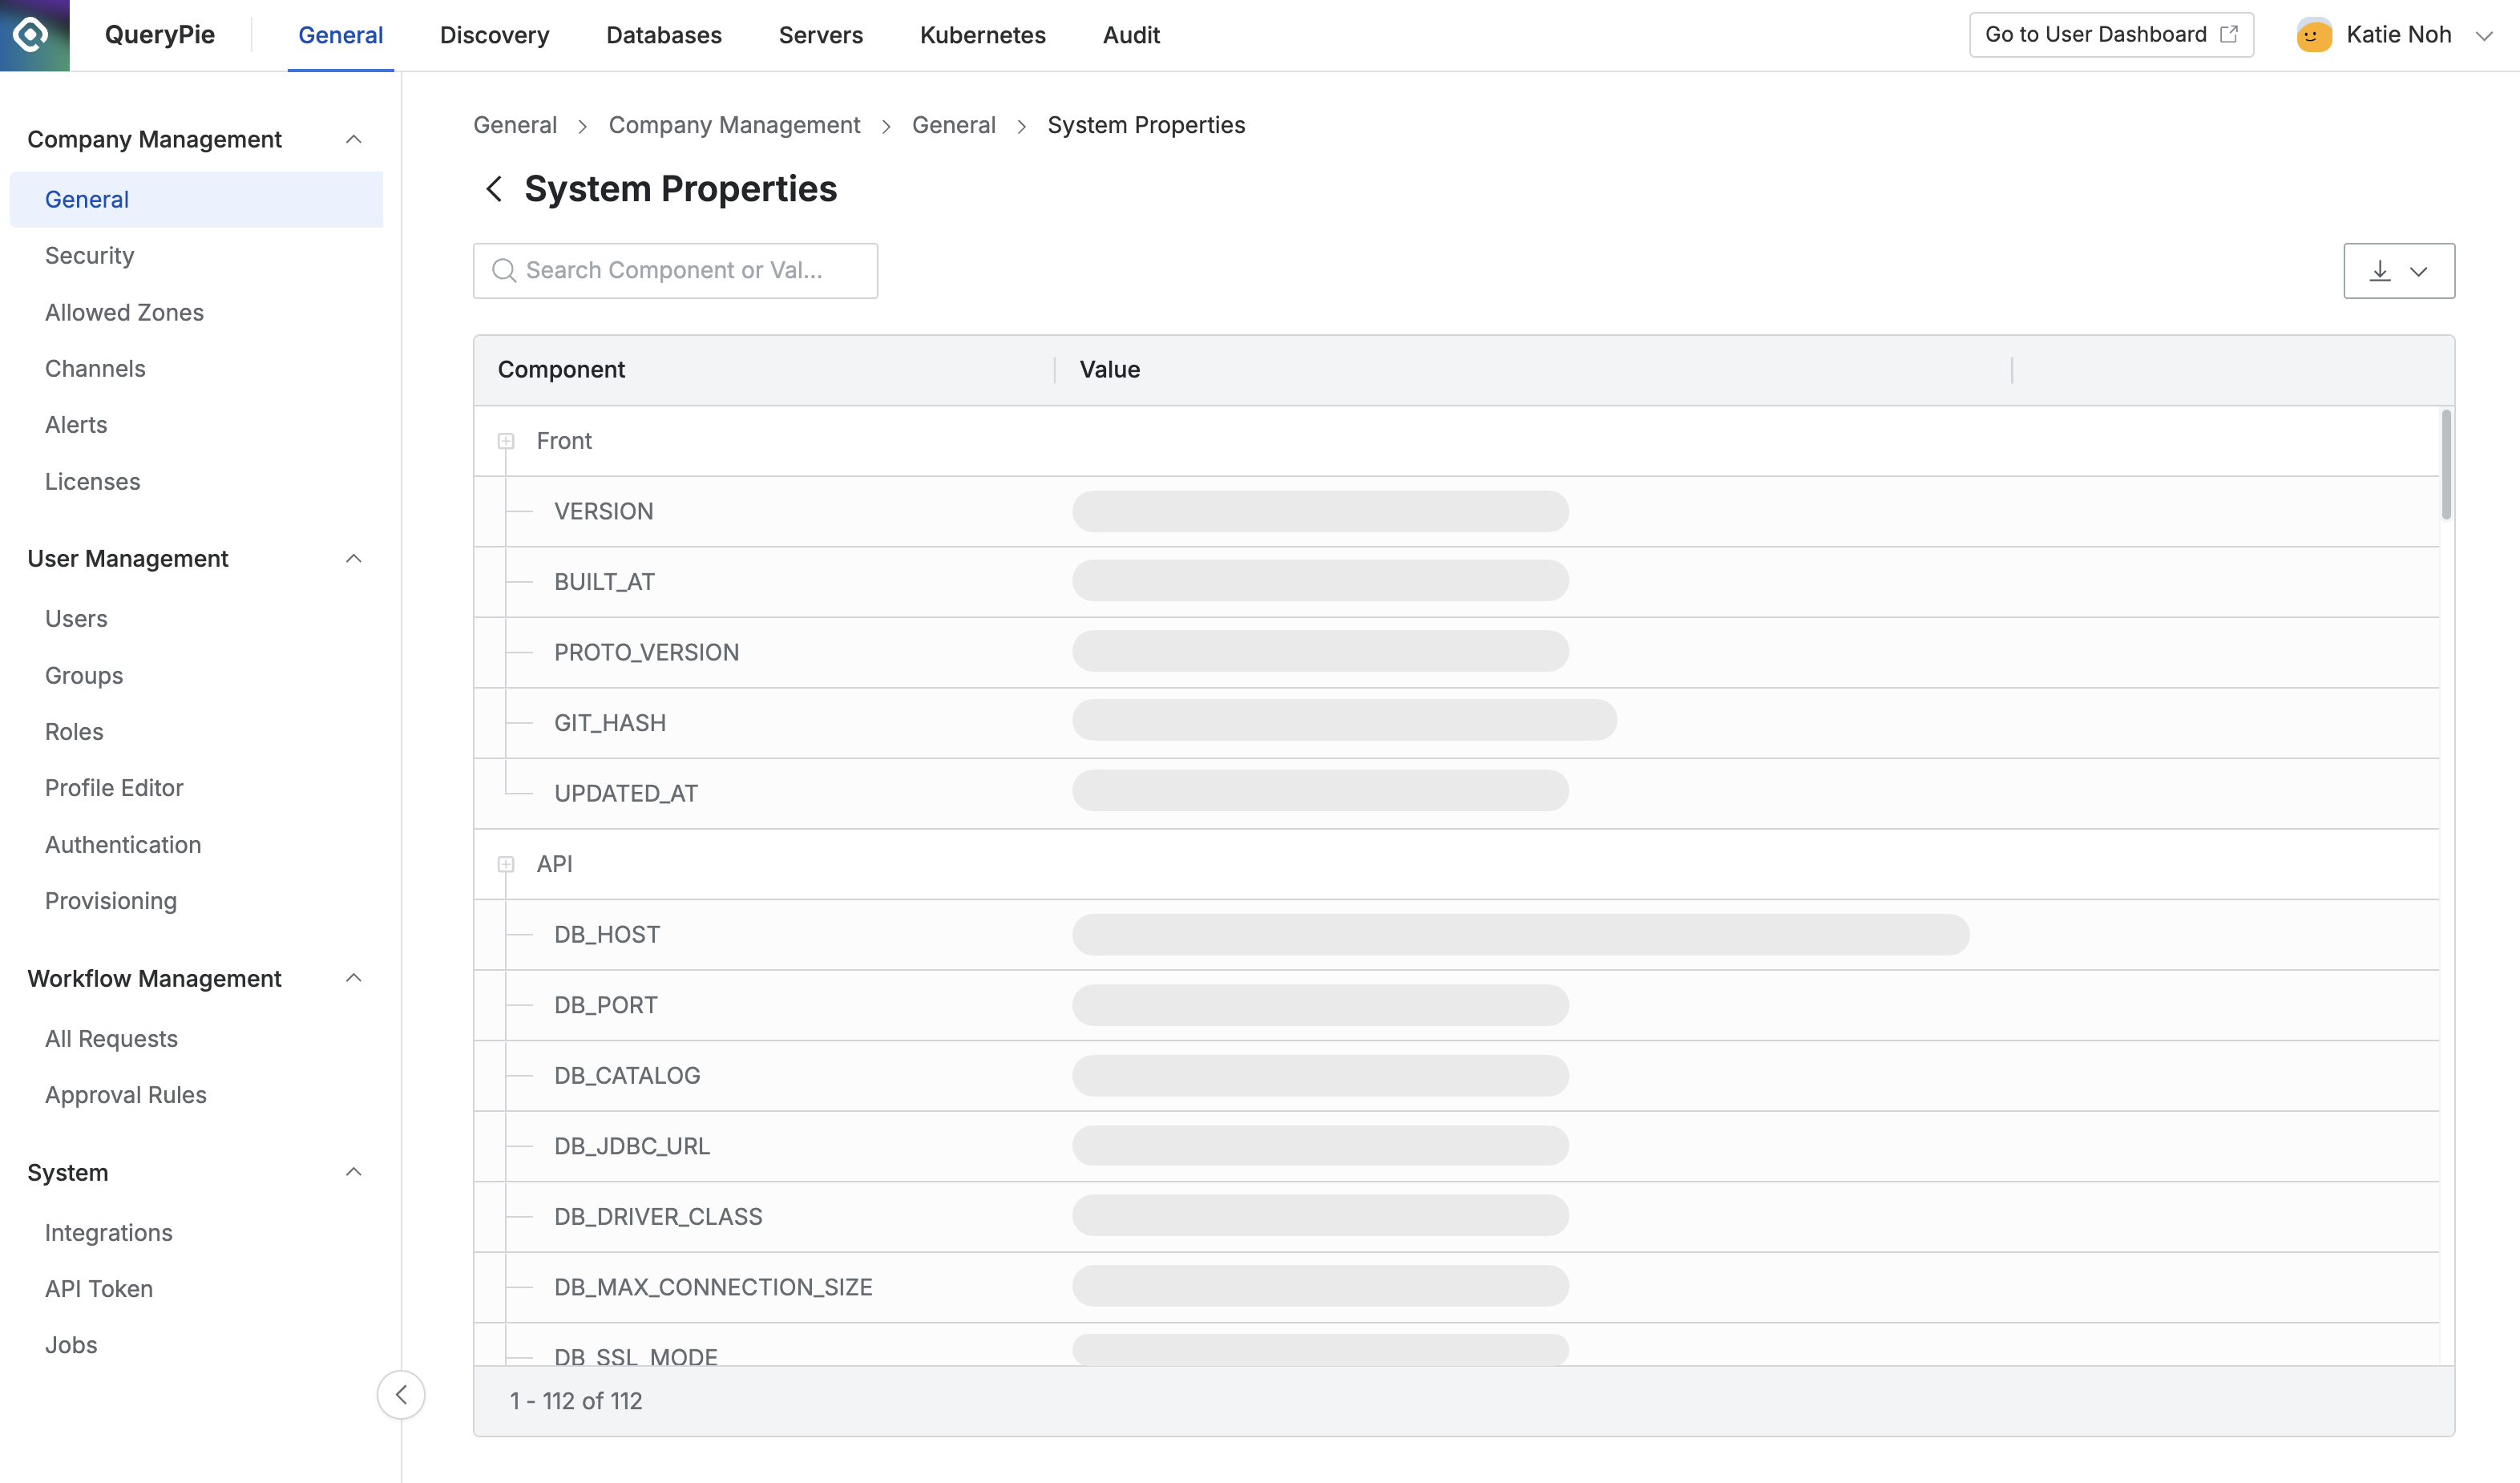 QueryPie
General
Discovery
Databases
Servers
Kubernetes
Audit
Go to User Dashboard
Katie Noh
Company Management
General
Security
Allowed Zones
Channels
Alerts
Licenses
User Management
Users
Groups
Roles
Profile Editor
Authentication
Provisioning
Workflow Management
All Requests
Approval Rules
System
Integrations
API Token
Jobs
General > Company Management > General > System Properties
System Properties
Search Component or Val...
Component Value
Front
VERSION
BUILT_AT
PROTO_VERSION
GIT_HASH
UPDATED_AT
API
DB_HOST
DB_PORT
DB_CATALOG
DB_JDBC_URL
DB_DRIVER_CLASS
DB_MAX_CONNECTION_SIZE
DB_SSL_MODE
1 - 112 of 112